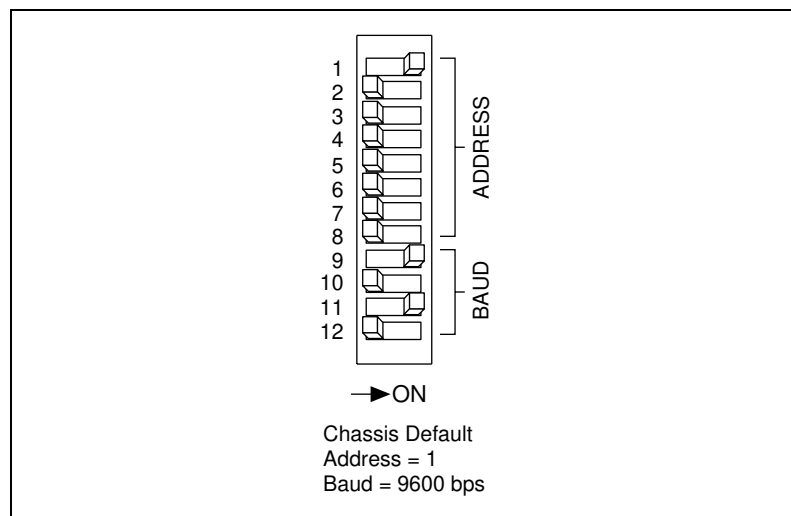 1
2
3
4
5
6
7
8
9
10
11
12
ADDRESS
BAUD
ON
Chassis Default
Address = 1
Baud = 9600 bps